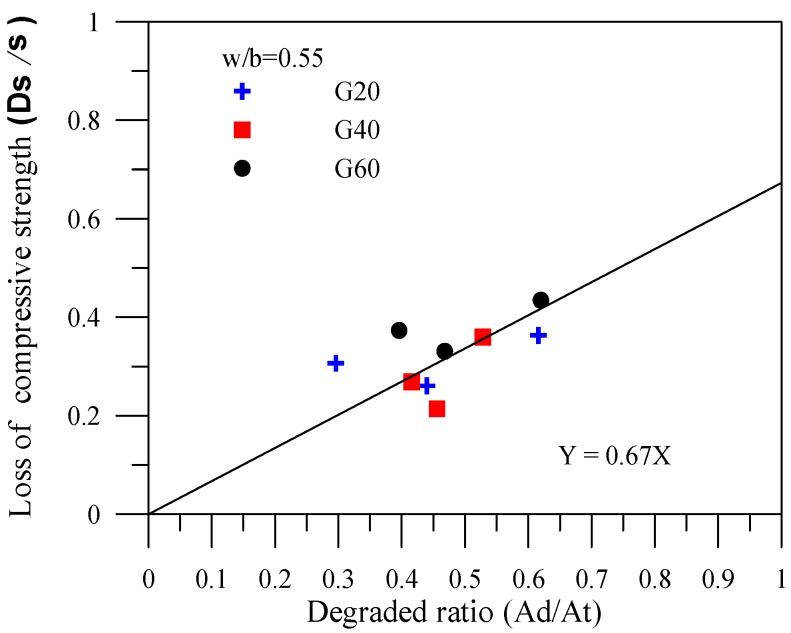 Loss of compressive strength (Ds /s )
1
0.8
0.6
0.4
0.2
0
w/b=0.55
G20
G40
G60
Y = 0.67X
0 0.1 0.2 0.3 0.4 0.5 0.6 0.7 0.8 0.9 1
Degraded ratio (Ad/At)